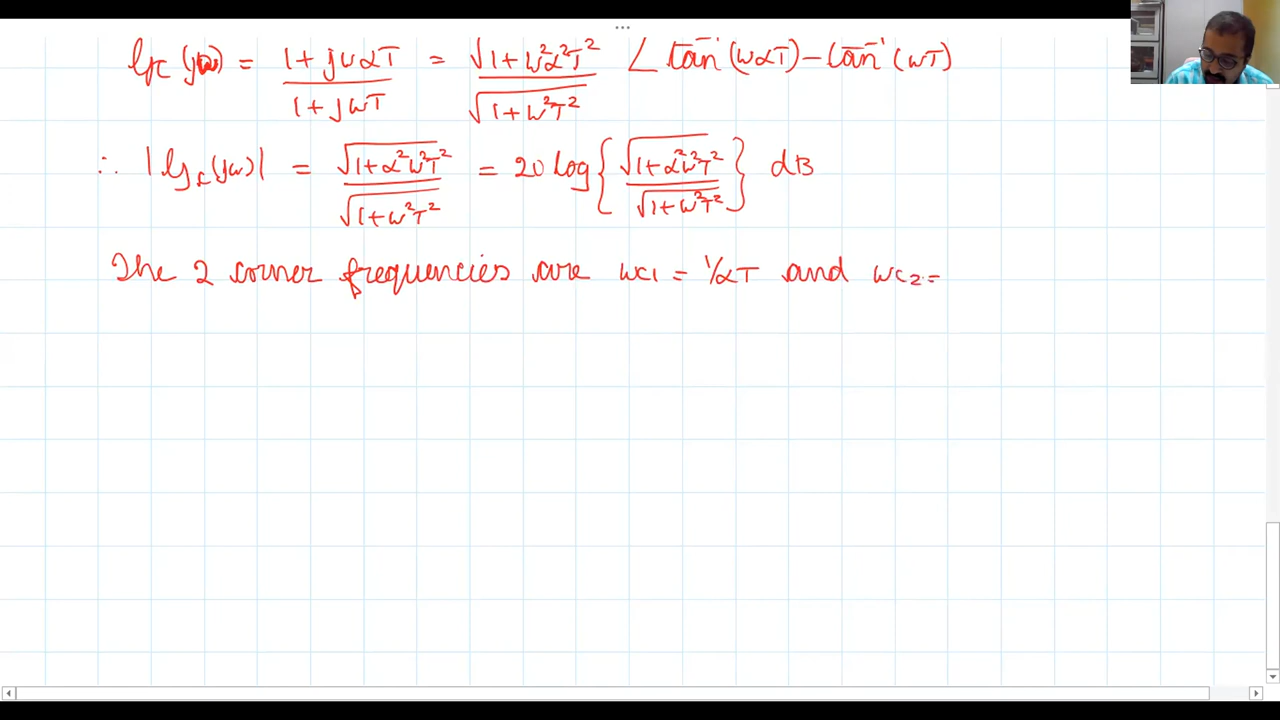 Gc(jω) = 1+jωαT / 1+jωT = √1+ω²α²T² / √1+ω²T² ∠ tan⁻¹(ωαT) − tan⁻¹(ωT)
∴ |Gc(jω)| = √1+α²ω²T² / √1+ω²T² = 20 log { √1+α²ω²T² / √1+ω²T² } dB
The 2 corner frequencies are ωc1 = 1/αT and ωc2=